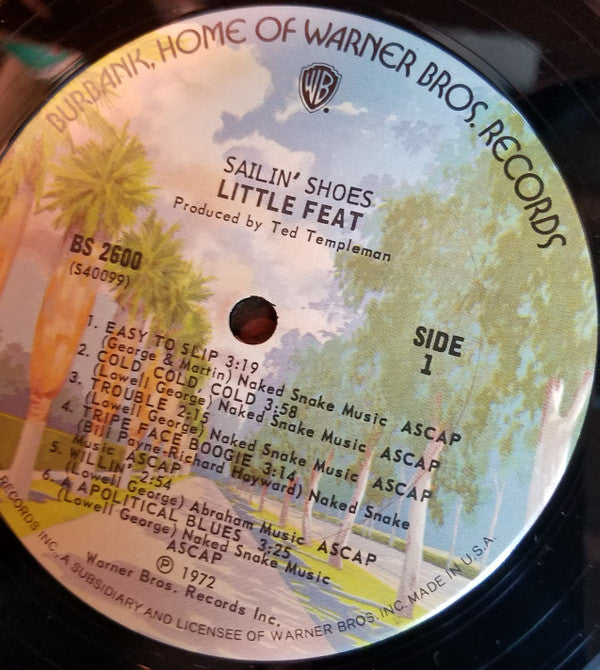 BURBANK, HOME OF WARNER BROS. RECORDS
WB
SAILIN' SHOES
LITTLE FEAT
Produced by Ted Templeman
BS 2600
(S40099)
SIDE
1
1. EASY TO SLIP 3:19
(George & Martin) Naked Snake Music ASCAP
2. COLD, COLD, COLD 3:58
(Lowell George) Naked Snake Music ASCAP
3. TROUBLE 2:15
(Lowell George) Naked Snake Music ASCAP
4. TRIPE FACE BOOGIE 3:14
(Bill Payne-Richard Hayward) Naked Snake
Music ASCAP
5. WILLIN' 2:54
(Lowell George) Abraham Music ASCAP
6. A APOLITICAL BLUES 3:25
(Lowell George) Naked Snake Music
ASCAP
℗ 1972
Warner Bros. Records Inc.
RECORDS INC., A SUBSIDIARY AND LICENSEE OF WARNER BROS. INC. MADE IN U.S.A.